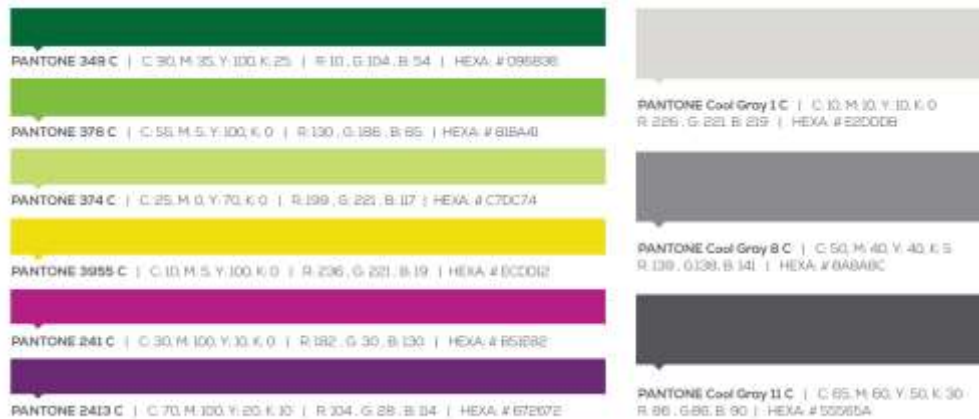 PANTONE 349 C | C: 90, M: 35, Y: 100, K: 25 | R: 10 , G: 104 , B: 54 | HEXA: # 096836
PANTONE 376 C | C: 55, M: 5, Y: 100, K: 0 | R: 130 , G: 186 , B: 65 | HEXA: # 81BA41
PANTONE 374 C | C: 25, M: 0, Y: 70, K: 0 | R: 199 , G: 221 , B: 117 | HEXA: # C7DC74
PANTONE 3955 C | C: 10, M: 5, Y: 100, K: 0 | R: 236 , G: 221 , B: 19 | HEXA: # ECDD12
PANTONE 241 C | C: 30, M: 100, Y: 10, K: 0 | R: 182 , G: 30 , B: 130 | HEXA: # B51E82
PANTONE 2413 C | C: 70, M: 100, Y: 20, K: 10 | R: 104 , G: 28 , B: 114 | HEXA: # 672672
PANTONE Cool Gray 1 C | C: 10, M: 10, Y: 10, K: 0
R: 226 , G: 221 B: 219 | HEXA: # E2DDDB
PANTONE Cool Gray 8 C | C: 50, M: 40, Y: 40, K: 5
R: 139 , G:138, B: 141 | HEXA: # 8A8A8C
PANTONE Cool Gray 11 C | C: 65, M: 60, Y: 50, K: 30
R: 86 , G:86, B: 90 | HEXA: # 55565A